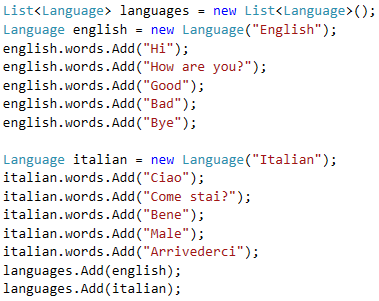 List<Language> languages = new List<Language>();
Language english = new Language("English");
english.words.Add("Hi");
english.words.Add("How are you?");
english.words.Add("Good");
english.words.Add("Bad");
english.words.Add("Bye");
Language italian = new Language("Italian");
italian.words.Add("Ciao");
italian.words.Add("Come stai?");
italian.words.Add("Bene");
italian.words.Add("Male");
italian.words.Add("Arrivederci");
languages.Add(english);
languages.Add(italian);